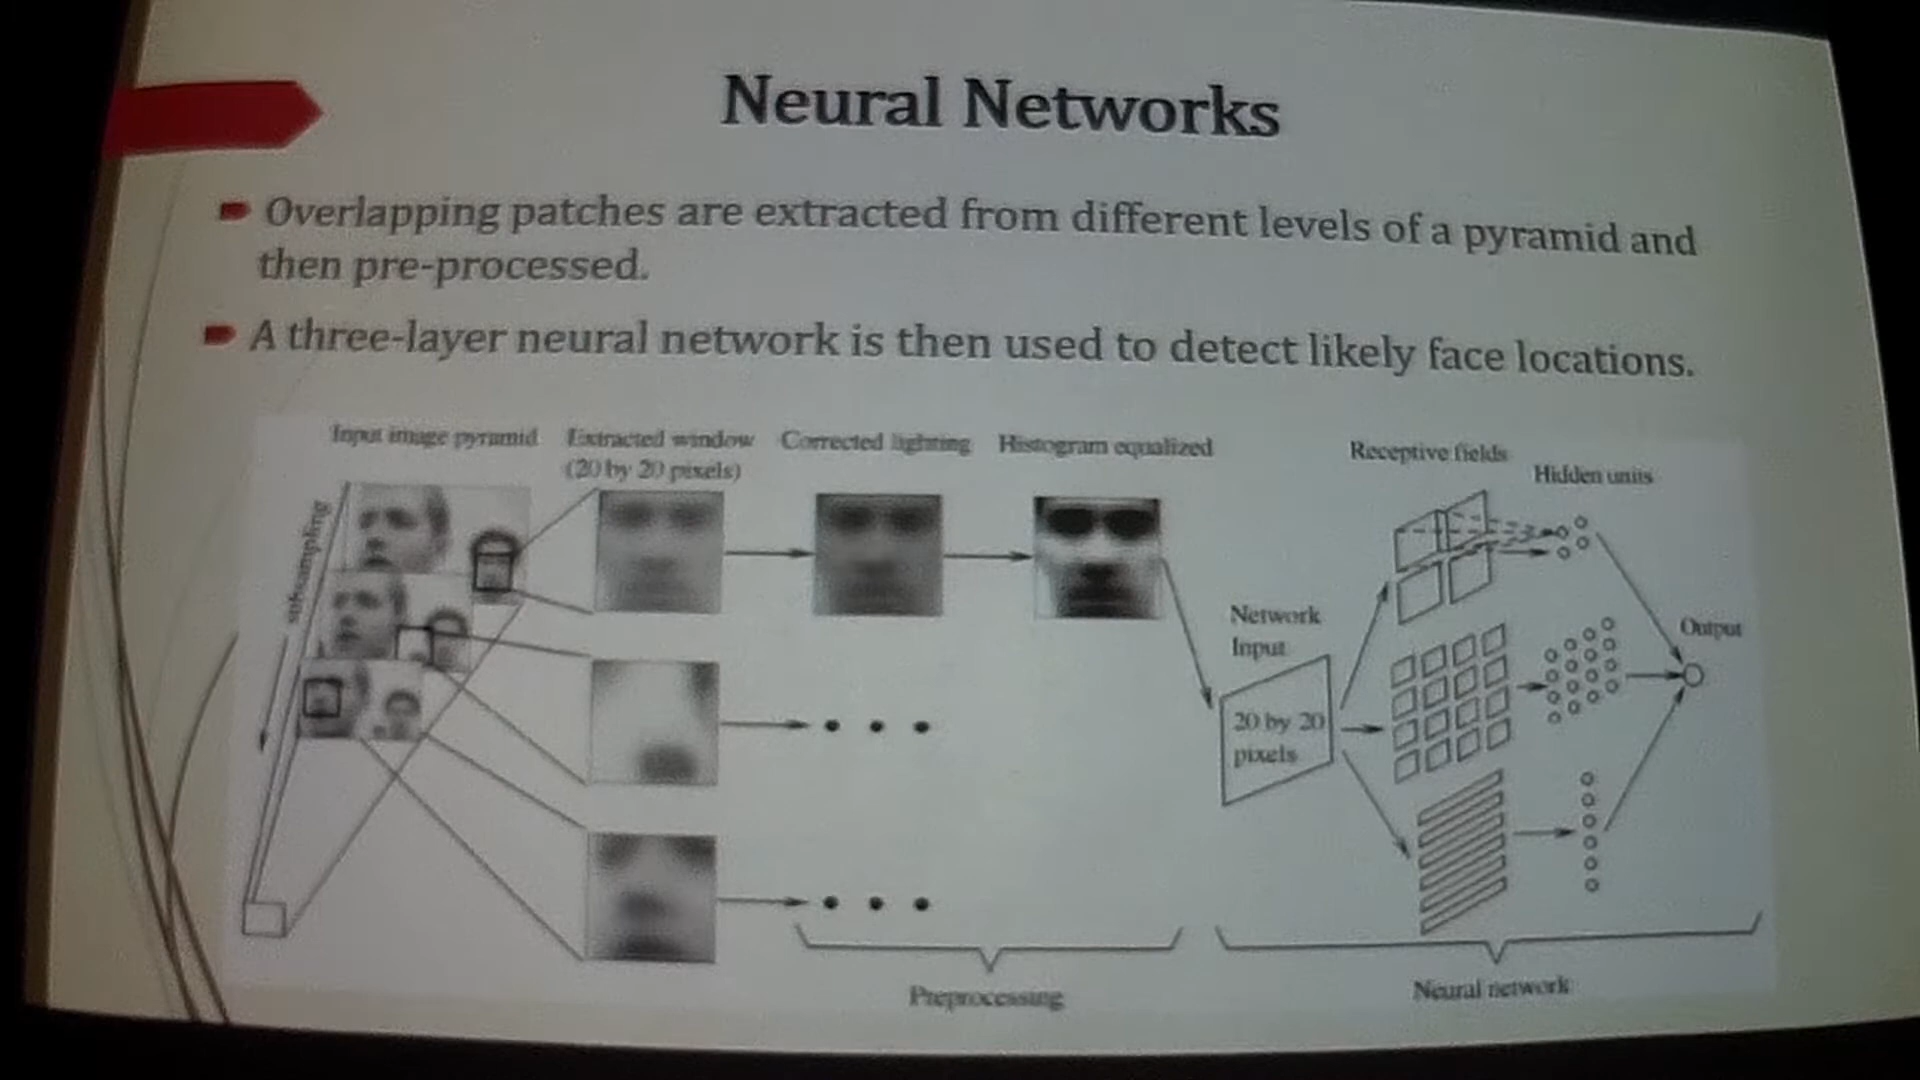 Neural Networks
Overlapping patches are extracted from different levels of a pyramid and
then pre-processed.
A three-layer neural network is then used to detect likely face locations.
Input image pyramid
Extracted window
(20 by 20 pixels)
Corrected lighting
Histogram equalized
Receptive fields
Hidden units
subsampling
Network
Input
20 by 20
pixels
Output
Preprocessing
Neural network